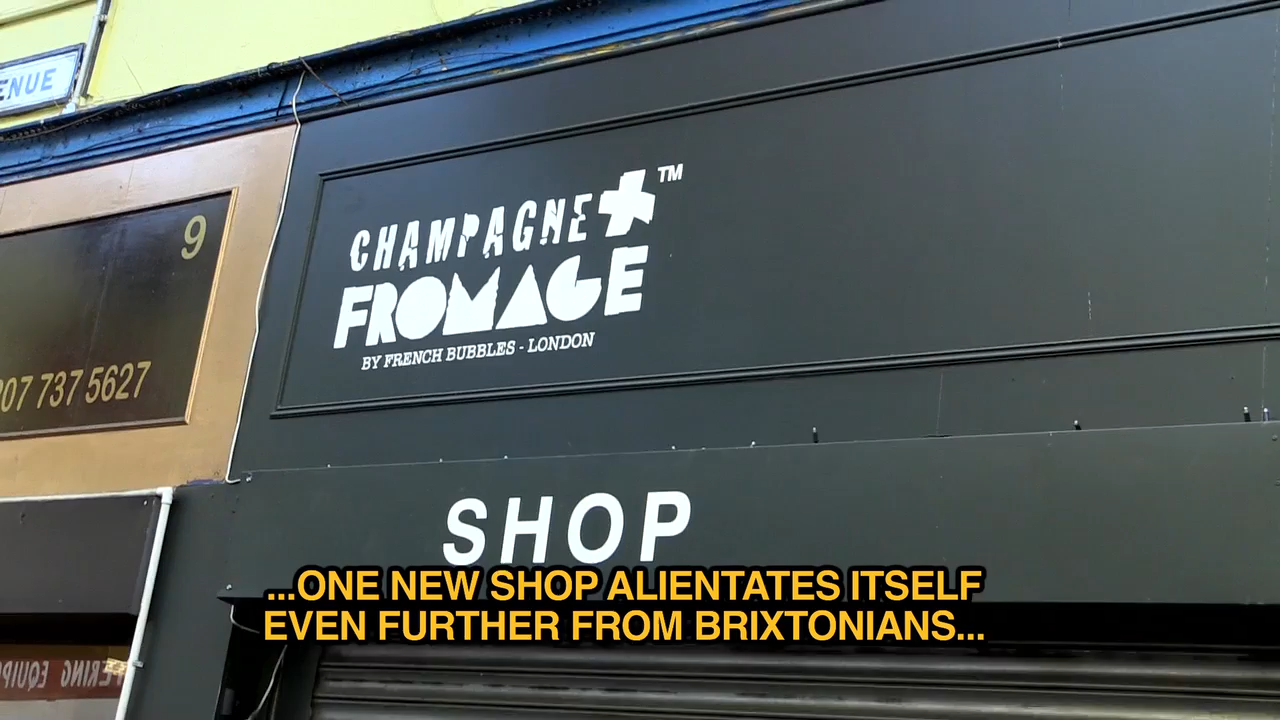 ENUE
9
07 737 5627
CHAMPAGNE+™
FROMAGE
BY FRENCH BUBBLES - LONDON
SHOP
...ONE NEW SHOP ALIENTATES ITSELF
EVEN FURTHER FROM BRIXTONIANS...